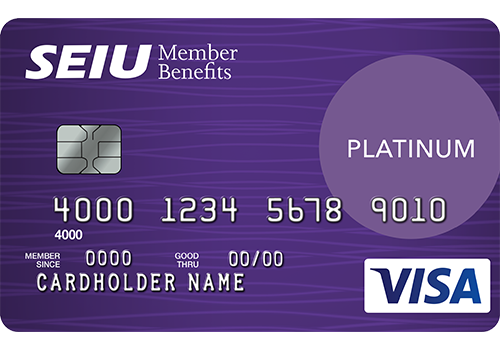 SEIU Member
Benefits
PLATINUM
4000 1234 5678 9010
4000
MEMBER SINCE 0000 GOOD THRU 00/00
CARDHOLDER NAME
VISA